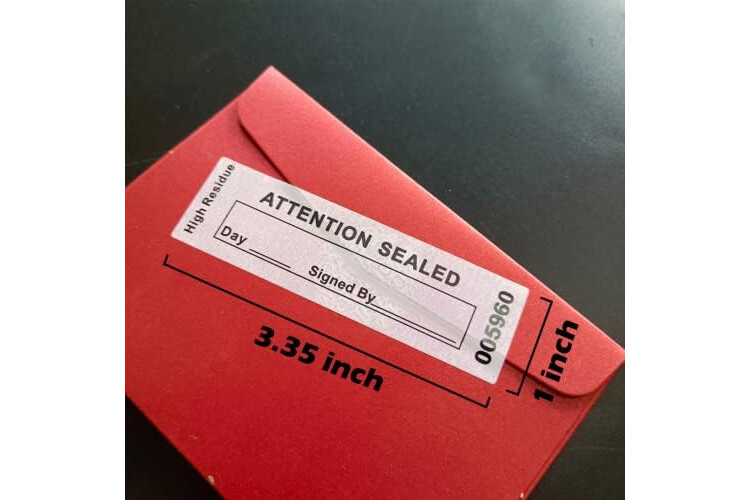 High Residue
ATTENTION SEALED
Day
Signed By
005960
3.35 inch
1 inch